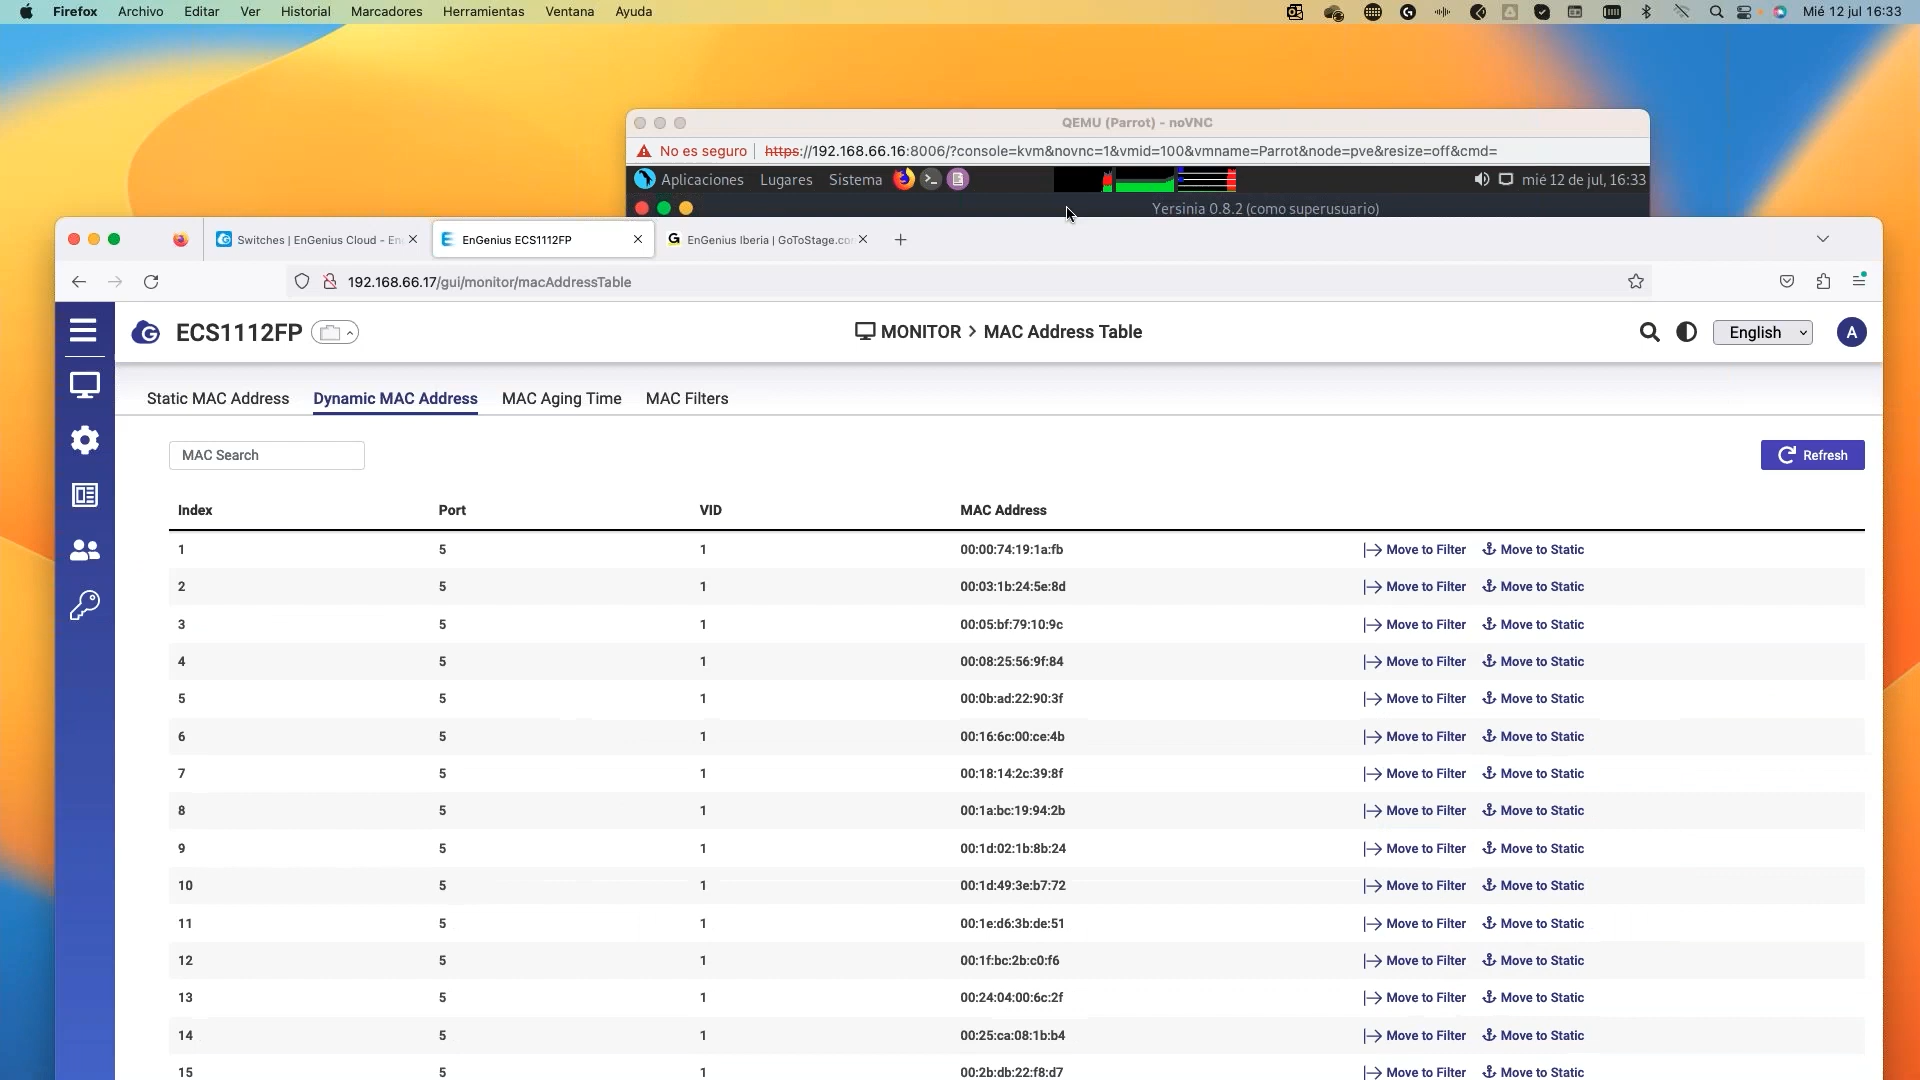 Firefox Archivo Editar Ver Historial Marcadores Herramientas Ventana Ayuda Mié 12 jul 16:33
QEMU (Parrot) - noVNC
No es seguro https://192.168.66.16:8006/?console=kvm&novnc=1&vmid=100&vmname=Parrot&node=pve&resize=off&cmd=
Aplicaciones Lugares Sistema mié 12 de jul, 16:33
Yersinia 0.8.2 (como superusuario)
Switches | EnGenius Cloud - En EnGenius ECS1112FP EnGenius Iberia | GoToStage.co
192.168.66.17/gui/monitor/macAddressTable
ECS1112FP MONITOR > MAC Address Table English A
Static MAC Address Dynamic MAC Address MAC Aging Time MAC Filters
MAC Search Refresh
Index Port VID MAC Address
1 5 1 00:00:74:19:1a:fb Move to Filter Move to Static
2 5 1 00:03:1b:24:5e:8d Move to Filter Move to Static
3 5 1 00:05:bf:79:10:9c Move to Filter Move to Static
4 5 1 00:08:25:56:9f:84 Move to Filter Move to Static
5 5 1 00:0b:ad:22:90:3f Move to Filter Move to Static
6 5 1 00:16:6c:00:ce:4b Move to Filter Move to Static
7 5 1 00:18:14:2c:39:8f Move to Filter Move to Static
8 5 1 00:1a:bc:19:94:2b Move to Filter Move to Static
9 5 1 00:1d:02:1b:8b:24 Move to Filter Move to Static
10 5 1 00:1d:49:3e:b7:72 Move to Filter Move to Static
11 5 1 00:1e:d6:3b:de:51 Move to Filter Move to Static
12 5 1 00:1f:bc:2b:c0:f6 Move to Filter Move to Static
13 5 1 00:24:04:00:6c:2f Move to Filter Move to Static
14 5 1 00:25:ca:08:1b:b4 Move to Filter Move to Static
15 5 1 00:2b:db:22:f8:d7 Move to Filter Move to Static